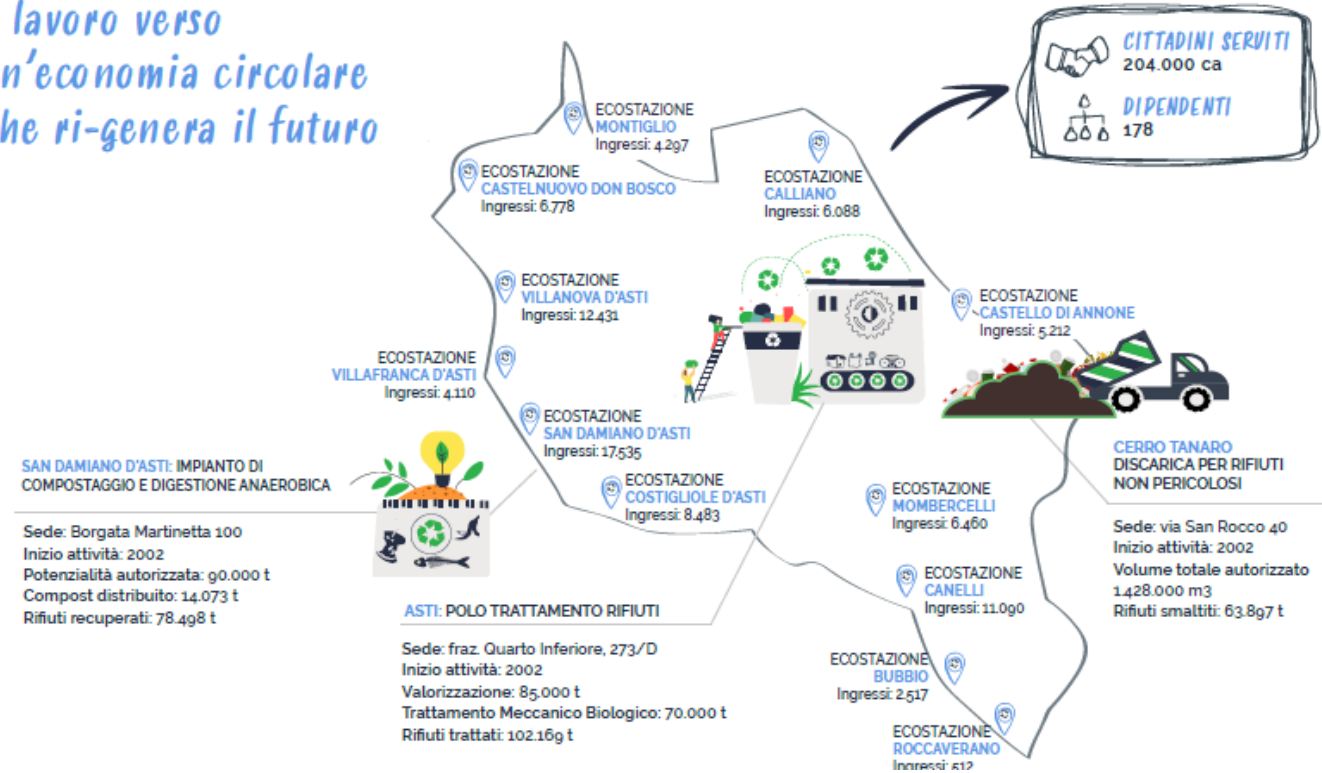 lavoro verso
n'economia circolare
he ri-genera il futuro
CITTADINI SERVITI
204.000 ca
DIPENDENTI
178
ECOSTAZIONE
MONTIGLIO
Ingressi: 4.297
ECOSTAZIONE
CASTELNUOVO DON BOSCO
Ingressi: 6.778
ECOSTAZIONE
CALLIANO
Ingressi: 6.088
ECOSTAZIONE
VILLANOVA D'ASTI
Ingressi: 12.431
ECOSTAZIONE
CASTELLO DI ANNONE
Ingressi: 5.212
ECOSTAZIONE
VILLAFRANCA D'ASTI
Ingressi: 4.110
ECOSTAZIONE
SAN DAMIANO D'ASTI
Ingressi: 17.535
SAN DAMIANO D'ASTI: IMPIANTO DI
COMPOSTAGGIO E DIGESTIONE ANAEROBICA
Sede: Borgata Martinetta 100
Inizio attività: 2002
Potenzialità autorizzata: 90.000 t
Compost distribuito: 14.073 t
Rifiuti recuperati: 78.498 t
ECOSTAZIONE
COSTIGLIOLE D'ASTI
Ingressi: 8.483
ECOSTAZIONE
MOMBERCELLI
Ingressi: 6.460
CERRO TANARO
DISCARICA PER RIFIUTI
NON PERICOLOSI
Sede: via San Rocco 40
Inizio attività: 2002
Volume totale autorizzato
1.428.000 m3
Rifiuti smaltiti: 63.897 t
ECOSTAZIONE
CANELLI
Ingressi: 11.090
ASTI: POLO TRATTAMENTO RIFIUTI
Sede: fraz. Quarto Inferiore, 273/D
Inizio attività: 2002
Valorizzazione: 85.000 t
Trattamento Meccanico Biologico: 70.000 t
Rifiuti trattati: 102.169 t
ECOSTAZIONE
BUBBIO
Ingressi: 2.517
ECOSTAZIONE
ROCCAVERANO
Ingressi: 512